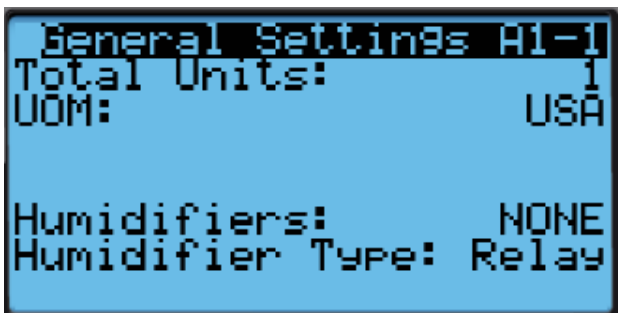 General Settings A1-1
Total Units: 1
UOM: USA
Humidifiers: NONE
Humidifier Type: Relay